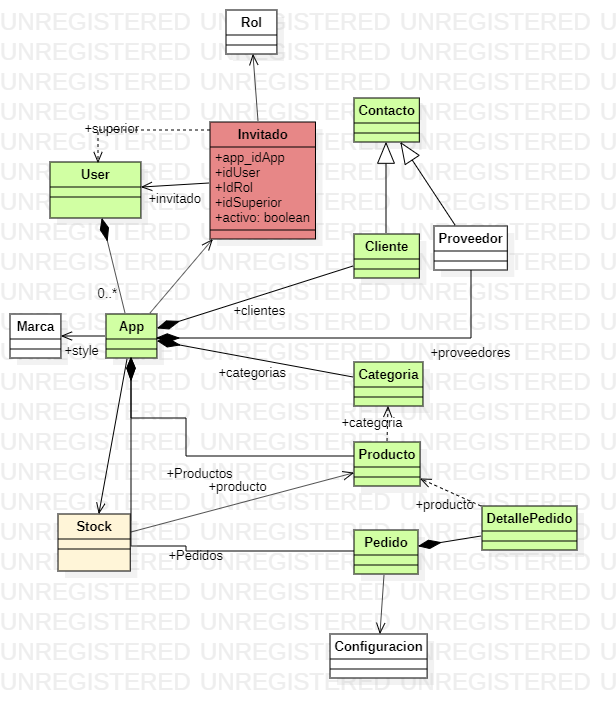 Rol
Invitado
+app_idApp
+idUser
+IdRol
+idSuperior
+activo: boolean
Contacto
+superior
User
+invitado
Cliente
Proveedor
0..*
+clientes
Marca
App
+style
+proveedores
+categorias
Categoria
+categoria
Producto
+Productos
+producto
+producto
DetallePedido
Stock
Pedido
+Pedidos
Configuracion
UNREGISTERED UNREGISTERED UNREGISTERED